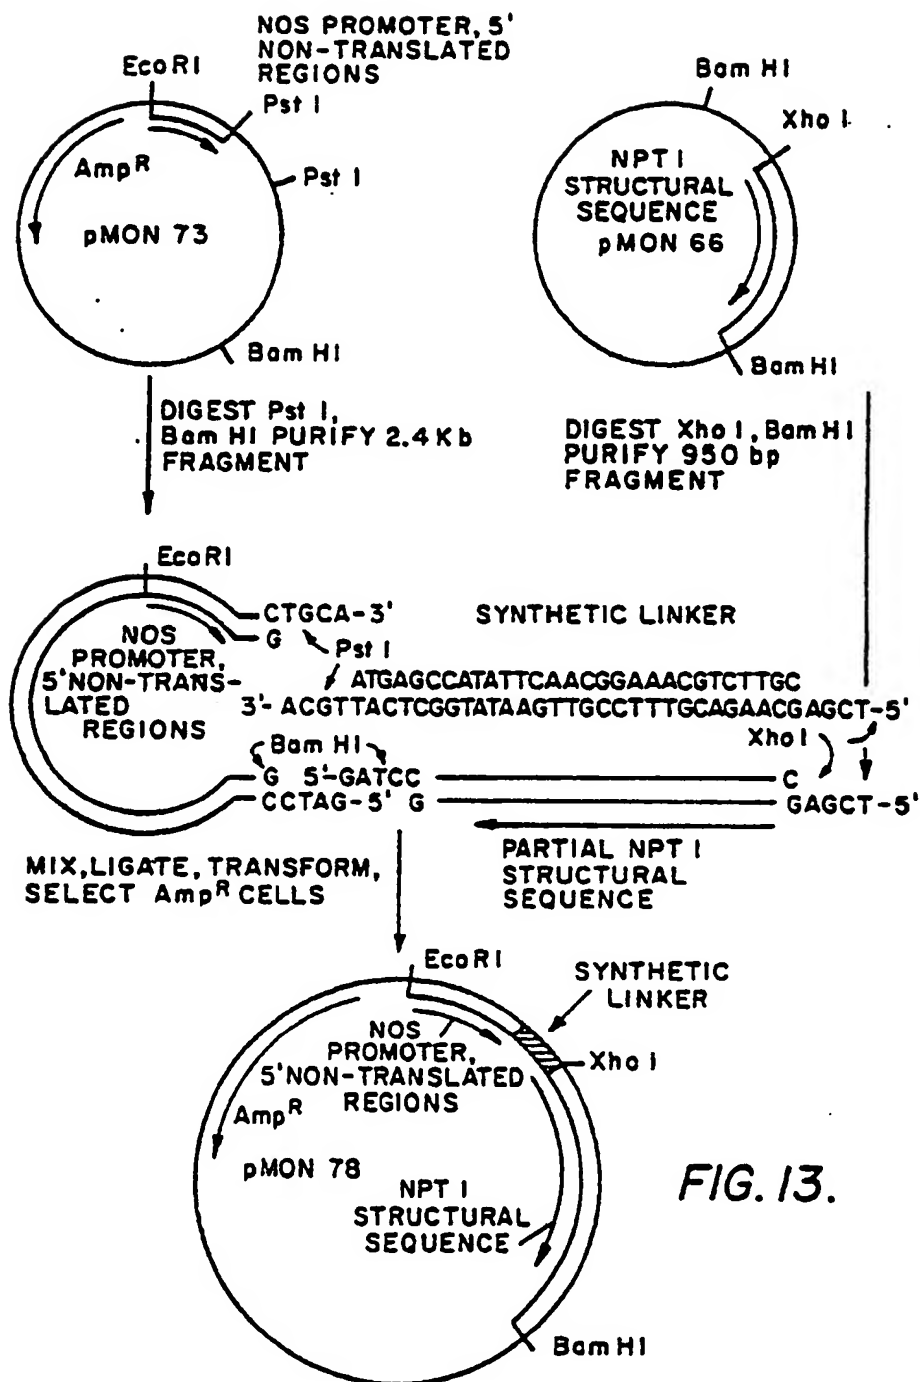 NOS PROMOTER, 5'
NON-TRANSLATED
REGIONS
EcoRI
Pst I
Pst I
AmpR
pMON 73
Bam HI
Bam HI
Xho I
NPT I
STRUCTURAL
SEQUENCE
pMON 66
Bam HI
DIGEST Pst I,
Bam HI PURIFY 2.4 Kb
FRAGMENT
DIGEST Xho I, Bam HI
PURIFY 950 bp
FRAGMENT
EcoRI
CTGCA-3'
G
SYNTHETIC LINKER
Pst I
NOS
PROMOTER,
5'NON-TRANS-
LATED
REGIONS
ATGAGCCATATTCAACGGAAACGTCTTGC
3'- ACGTTACTCGGTATAAGTTGCCTTTGCAGAACGAGCT-5'
Xho I
Bam HI
G 5'-GATCC
C
CCTAG-5' G
GAGCT-5'
PARTIAL NPT I
STRUCTURAL
SEQUENCE
MIX, LIGATE, TRANSFORM,
SELECT AmpR CELLS
EcoRI
SYNTHETIC
LINKER
Xho I
NOS
PROMOTER,
5'NON-TRANSLATED
REGIONS
AmpR
pMON 78
NPT I
STRUCTURAL
SEQUENCE
Bam HI
FIG. 13.